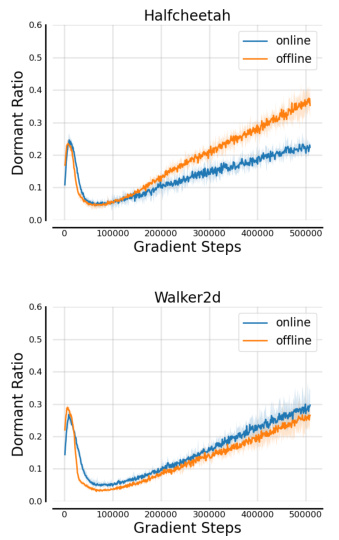 Halfcheetah
0.6
0.5
0.4
0.3
0.2
0.1
0.0
Dormant Ratio
online
offline
0 100000 200000 300000 400000 500000
Gradient Steps
Walker2d
0.6
0.5
0.4
0.3
0.2
0.1
0.0
Dormant Ratio
online
offline
0 100000 200000 300000 400000 500000
Gradient Steps